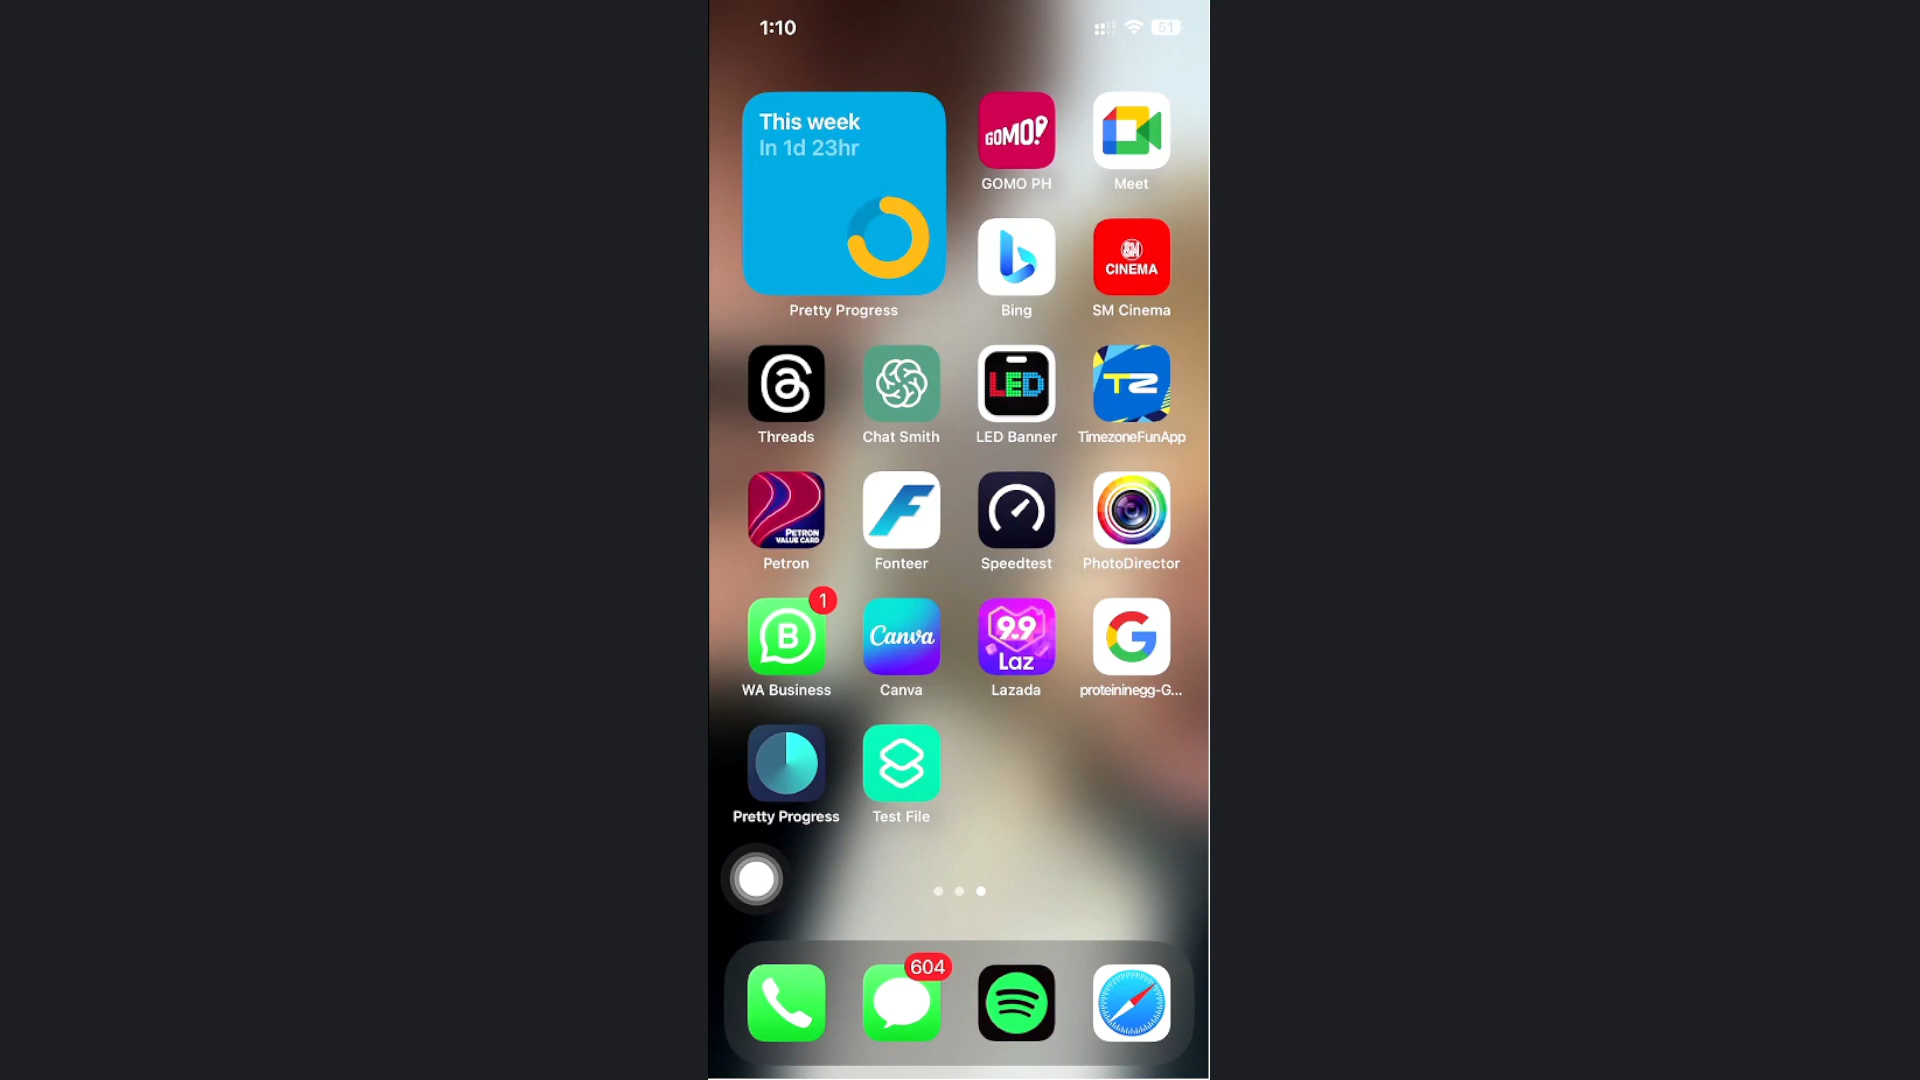 1:10
51
This week
In 1d 23hr
Pretty Progress
GOMO!
GOMO PH
Meet
Bing
SM
CINEMA
SM Cinema
Threads
Chat Smith
LED
LED Banner
TZ
TimezoneFunApp
PETRON
VALUE CARD
Petron
F
Fonteer
Speedtest
PhotoDirector
B
1
WA Business
Canva
Canva
9.9
Laz
Lazada
G
proteininegg-G...
Pretty Progress
Test File
604